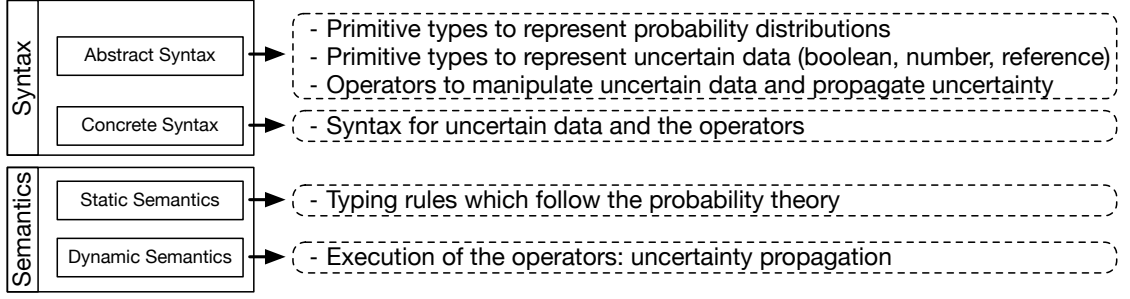 Syntax
Abstract Syntax
- Primitive types to represent probability distributions
- Primitive types to represent uncertain data (boolean, number, reference)
- Operators to manipulate uncertain data and propagate uncertainty
Concrete Syntax
- Syntax for uncertain data and the operators
Semantics
Static Semantics
- Typing rules which follow the probability theory
Dynamic Semantics
- Execution of the operators: uncertainty propagation